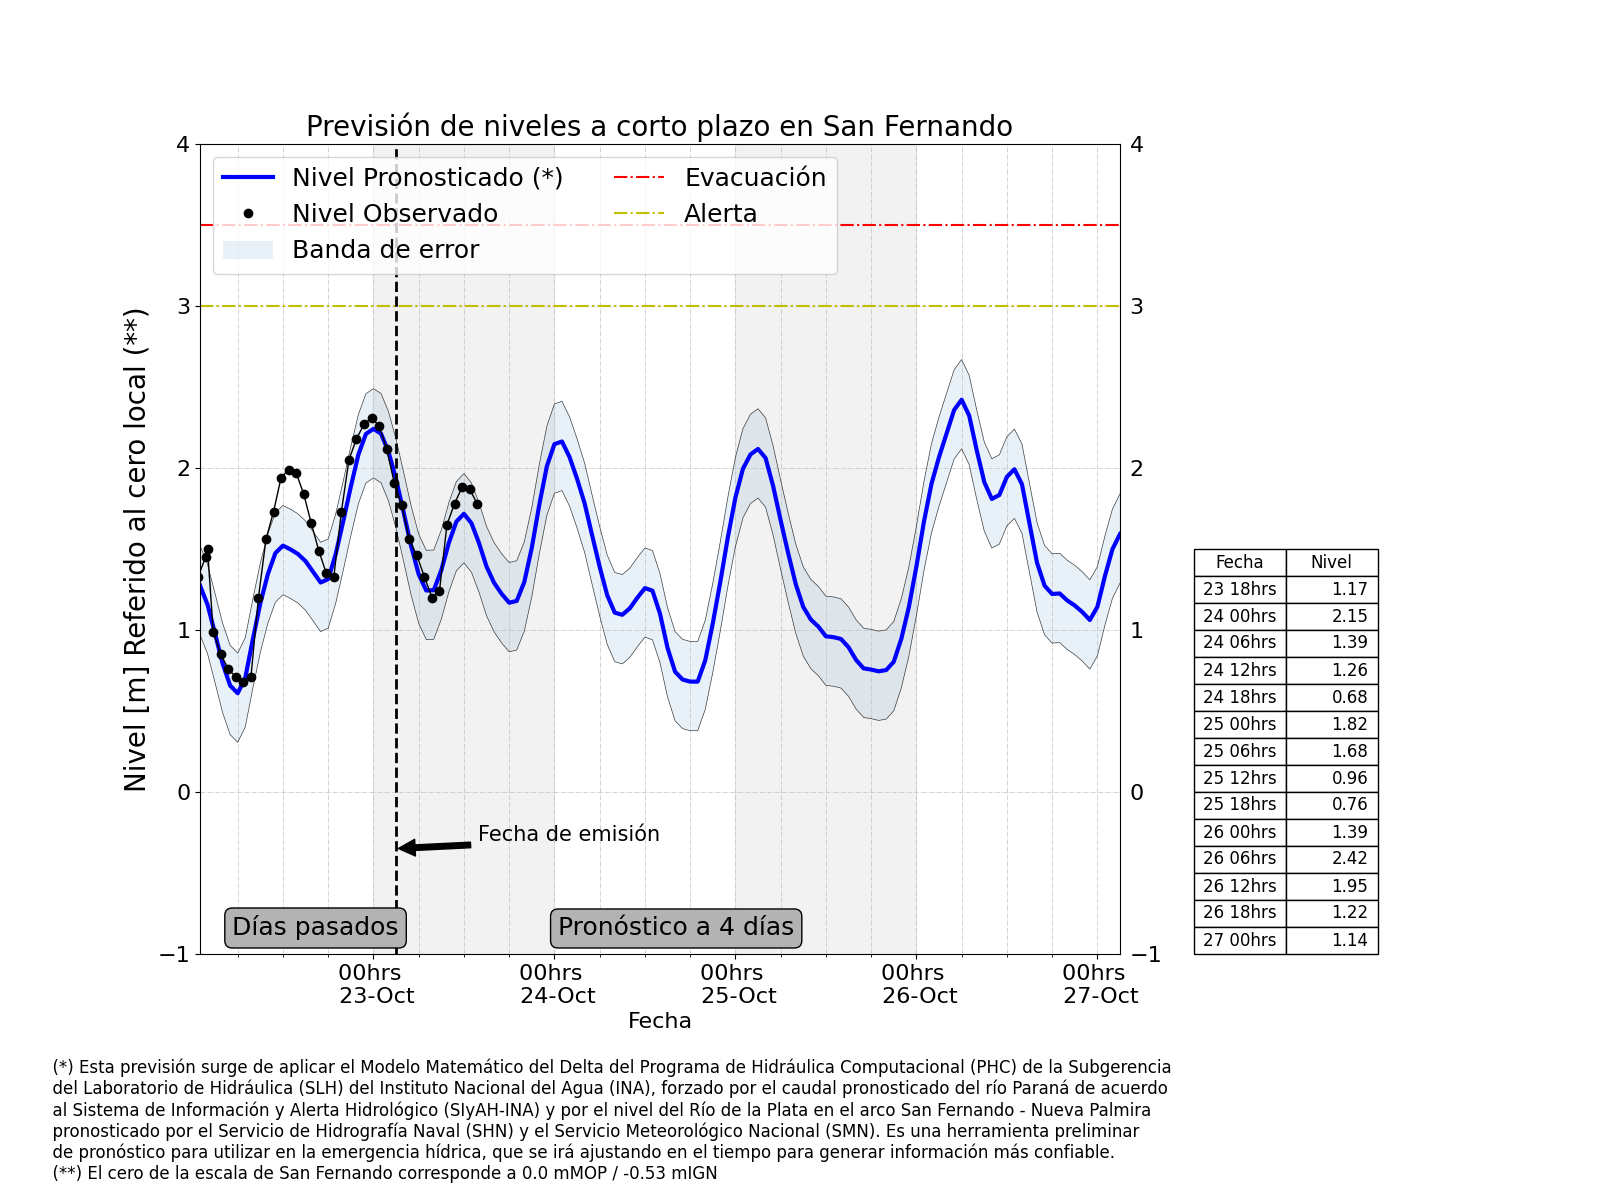 Previsión de niveles a corto plazo en San Fernando
Nivel Pronosticado (*)
Nivel Observado
Banda de error
Evacuación
Alerta
Nivel [m] Referido al cero local (**)
4
3
2
1
0
−1
4
3
2
1
0
−1
Fecha de emisión
Días pasados
Pronóstico a 4 días
00hrs
23-Oct
00hrs
24-Oct
00hrs
25-Oct
00hrs
26-Oct
00hrs
27-Oct
Fecha
Fecha Nivel
23 18hrs 1.17
24 00hrs 2.15
24 06hrs 1.39
24 12hrs 1.26
24 18hrs 0.68
25 00hrs 1.82
25 06hrs 1.68
25 12hrs 0.96
25 18hrs 0.76
26 00hrs 1.39
26 06hrs 2.42
26 12hrs 1.95
26 18hrs 1.22
27 00hrs 1.14
(*) Esta previsión surge de aplicar el Modelo Matemático del Delta del Programa de Hidráulica Computacional (PHC) de la Subgerencia
del Laboratorio de Hidráulica (SLH) del Instituto Nacional del Agua (INA), forzado por el caudal pronosticado del río Paraná de acuerdo
al Sistema de Información y Alerta Hidrológico (SIyAH-INA) y por el nivel del Río de la Plata en el arco San Fernando - Nueva Palmira
pronosticado por el Servicio de Hidrografía Naval (SHN) y el Servicio Meteorológico Nacional (SMN). Es una herramienta preliminar
de pronóstico para utilizar en la emergencia hídrica, que se irá ajustando en el tiempo para generar información más confiable.
(**) El cero de la escala de San Fernando corresponde a 0.0 mMOP / -0.53 mIGN